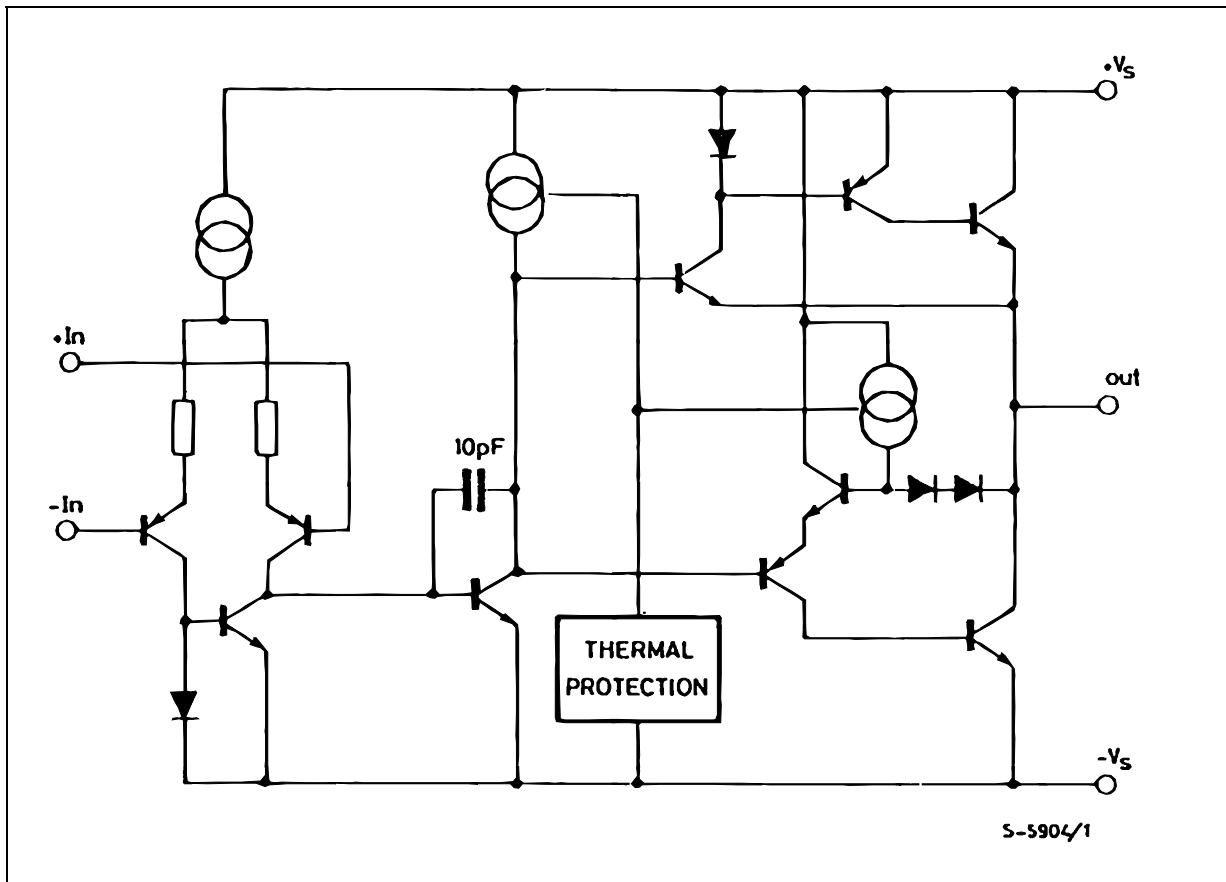 +Vs
+In
out
10pF
-In
THERMAL
PROTECTION
-Vs
S-5904/1